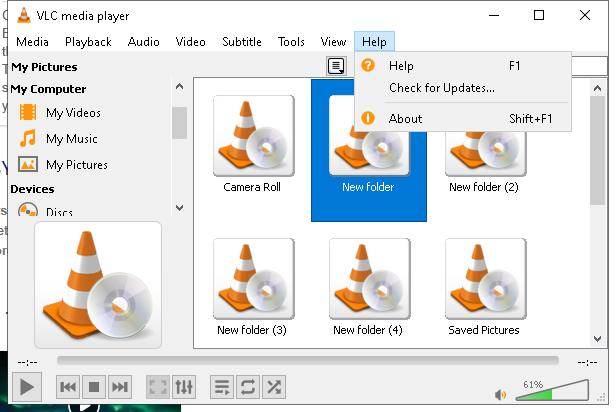 VLC media player
Media Playback Audio Video Subtitle Tools View Help
My Pictures
Help F1
Check for Updates...
About Shift+F1
My Computer
My Videos
My Music
My Pictures
Devices
Discs
Camera Roll
New folder
New folder (2)
New folder (3)
New folder (4)
Saved Pictures
--:--
--:--
61%